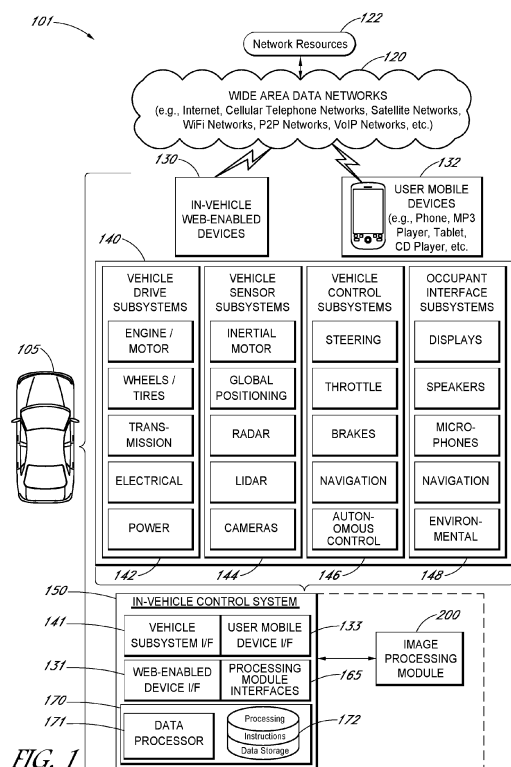 101
122
Network Resources
120
WIDE AREA DATA NETWORKS
(e.g., Internet, Cellular Telephone Networks, Satellite Networks,
WiFi Networks, P2P Networks, VoIP Networks, etc.)
130
132
IN-VEHICLE
WEB-ENABLED
DEVICES
USER MOBILE
DEVICES
(e.g., Phone, MP3
Player, Tablet,
CD Player, etc.
140
VEHICLE
DRIVE
SUBSYSTEMS
ENGINE /
MOTOR
WHEELS /
TIRES
TRANS-
MISSION
ELECTRICAL
POWER
142
VEHICLE
SENSOR
SUBSYSTEMS
INERTIAL
MOTOR
GLOBAL
POSITIONING
RADAR
LIDAR
CAMERAS
144
VEHICLE
CONTROL
SUBSYSTEMS
STEERING
THROTTLE
BRAKES
NAVIGATION
AUTON-
OMOUS
CONTROL
146
OCCUPANT
INTERFACE
SUBSYSTEMS
DISPLAYS
SPEAKERS
MICRO-
PHONES
NAVIGATION
ENVIRON-
MENTAL
148
105
150
IN-VEHICLE CONTROL SYSTEM
141
VEHICLE
SUBSYSTEM I/F
USER MOBILE
DEVICE I/F
133
131
WEB-ENABLED
DEVICE I/F
PROCESSING
MODULE
INTERFACES
165
170
171
DATA
PROCESSOR
Processing
Instructions
Data Storage
172
200
IMAGE
PROCESSING
MODULE
FIG. 1